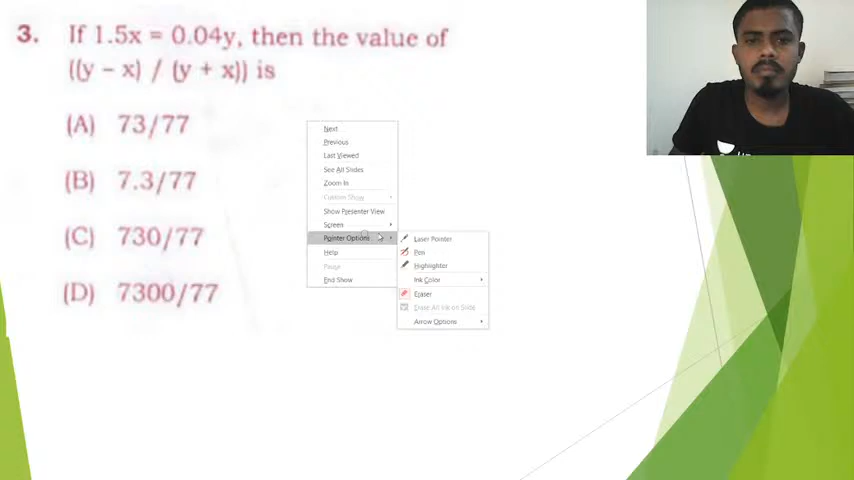 3. If 1.5x = 0.04y, then the value of
((y − x) / (y + x)) is
(A) 73/77
(B) 7.3/77
(C) 730/77
(D) 7300/77
Next
Previous
Last Viewed
See All Slides
Zoom In
Custom Show
Show Presenter View
Screen
Pointer Options
Help
Pause
End Show
Laser Pointer
Pen
Highlighter
Ink Color
Eraser
Erase All Ink on Slide
Arrow Options